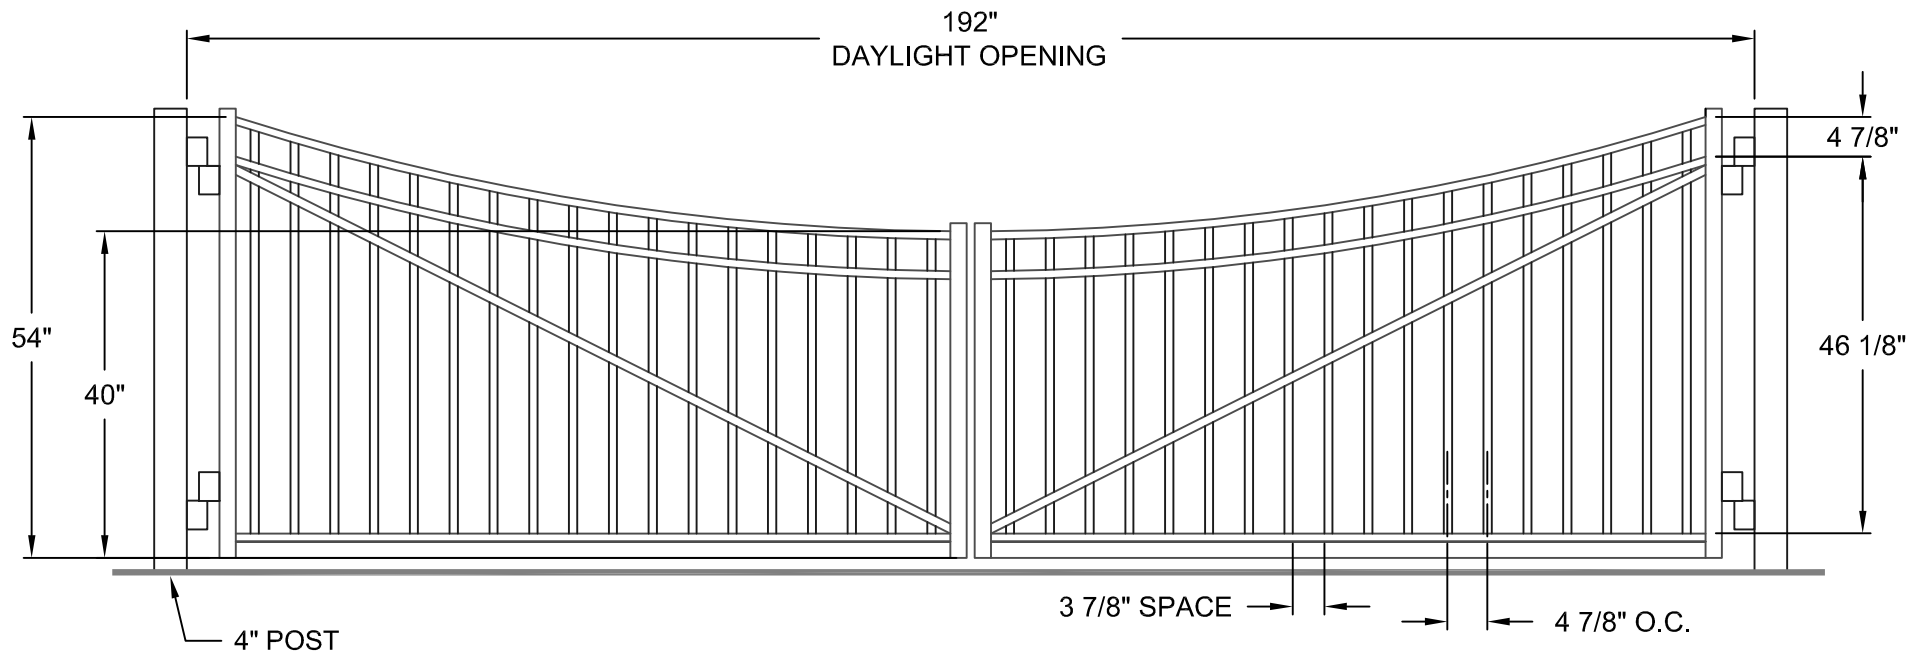 192"
DAYLIGHT OPENING
4 7/8"
54"
46 1/8"
40"
3 7/8" SPACE
4 7/8" O.C.
4" POST